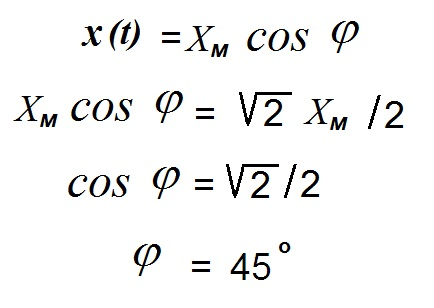 x(t) = Xм cos φ
Xм cos φ = √2 Xм /2
cos φ = √2/2
φ = 45°